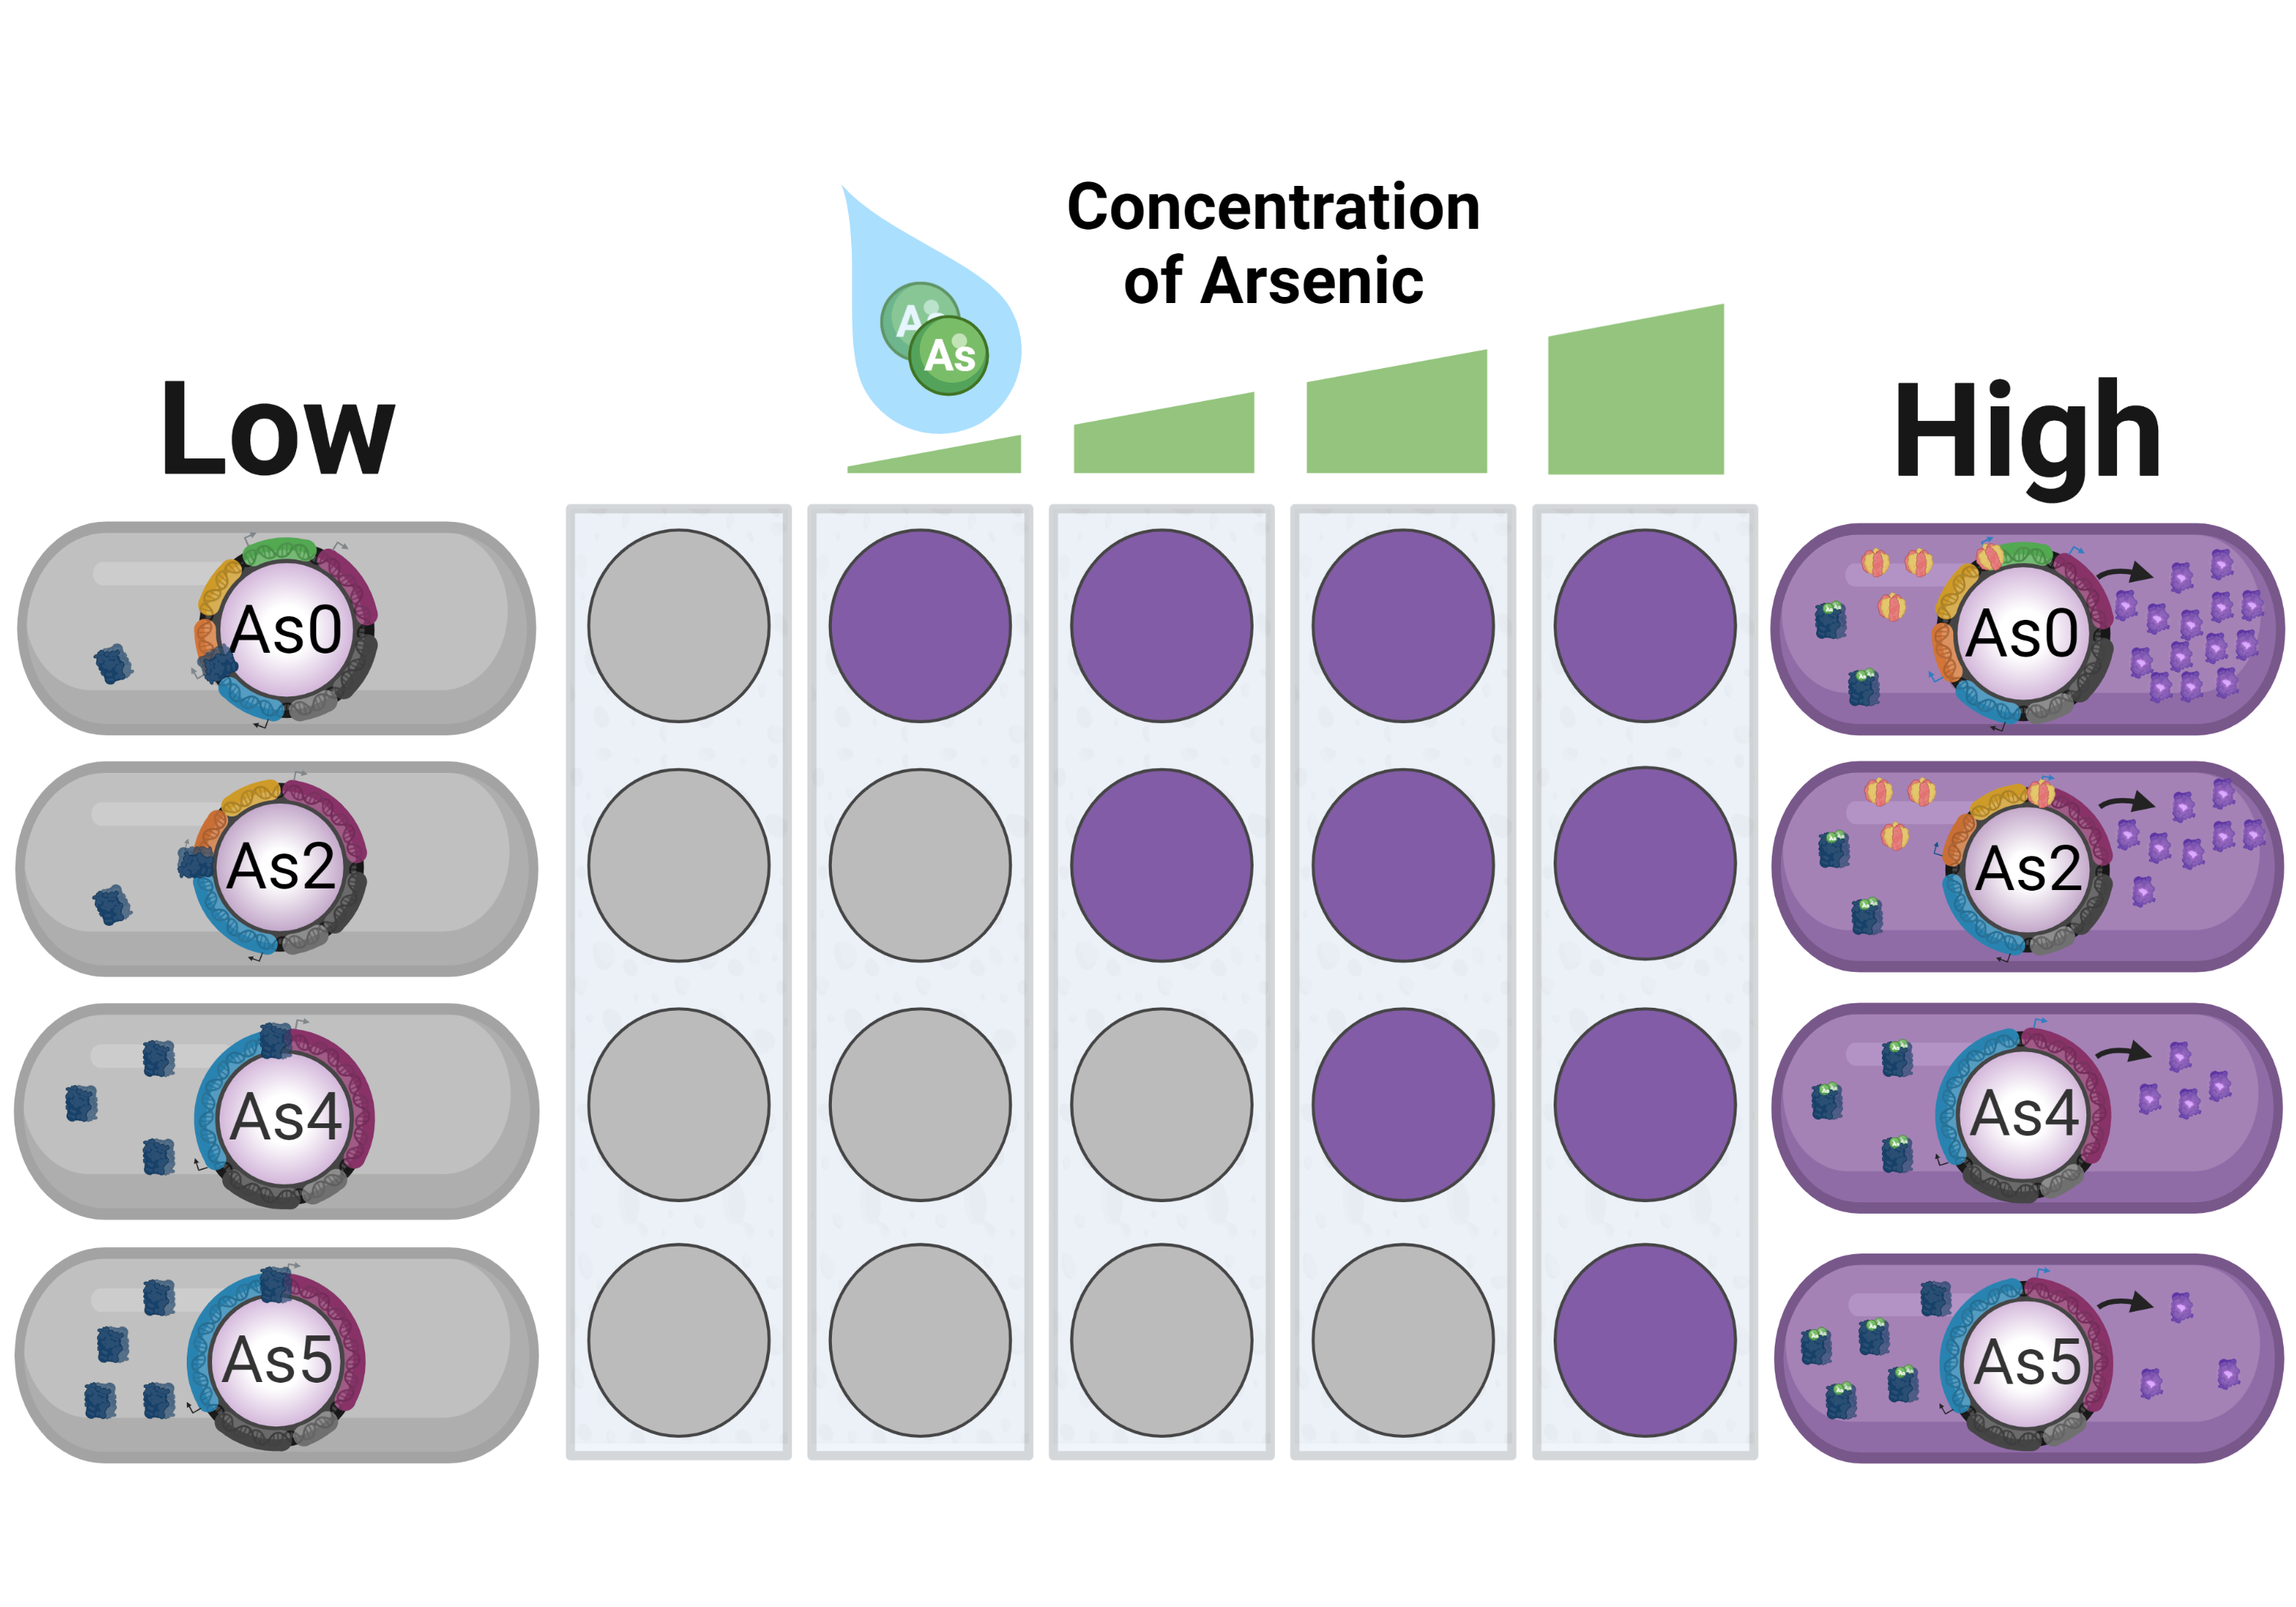 Concentration
of Arsenic
As
As
Low
High
As0
As0
As2
As2
As4
As4
As5
As5